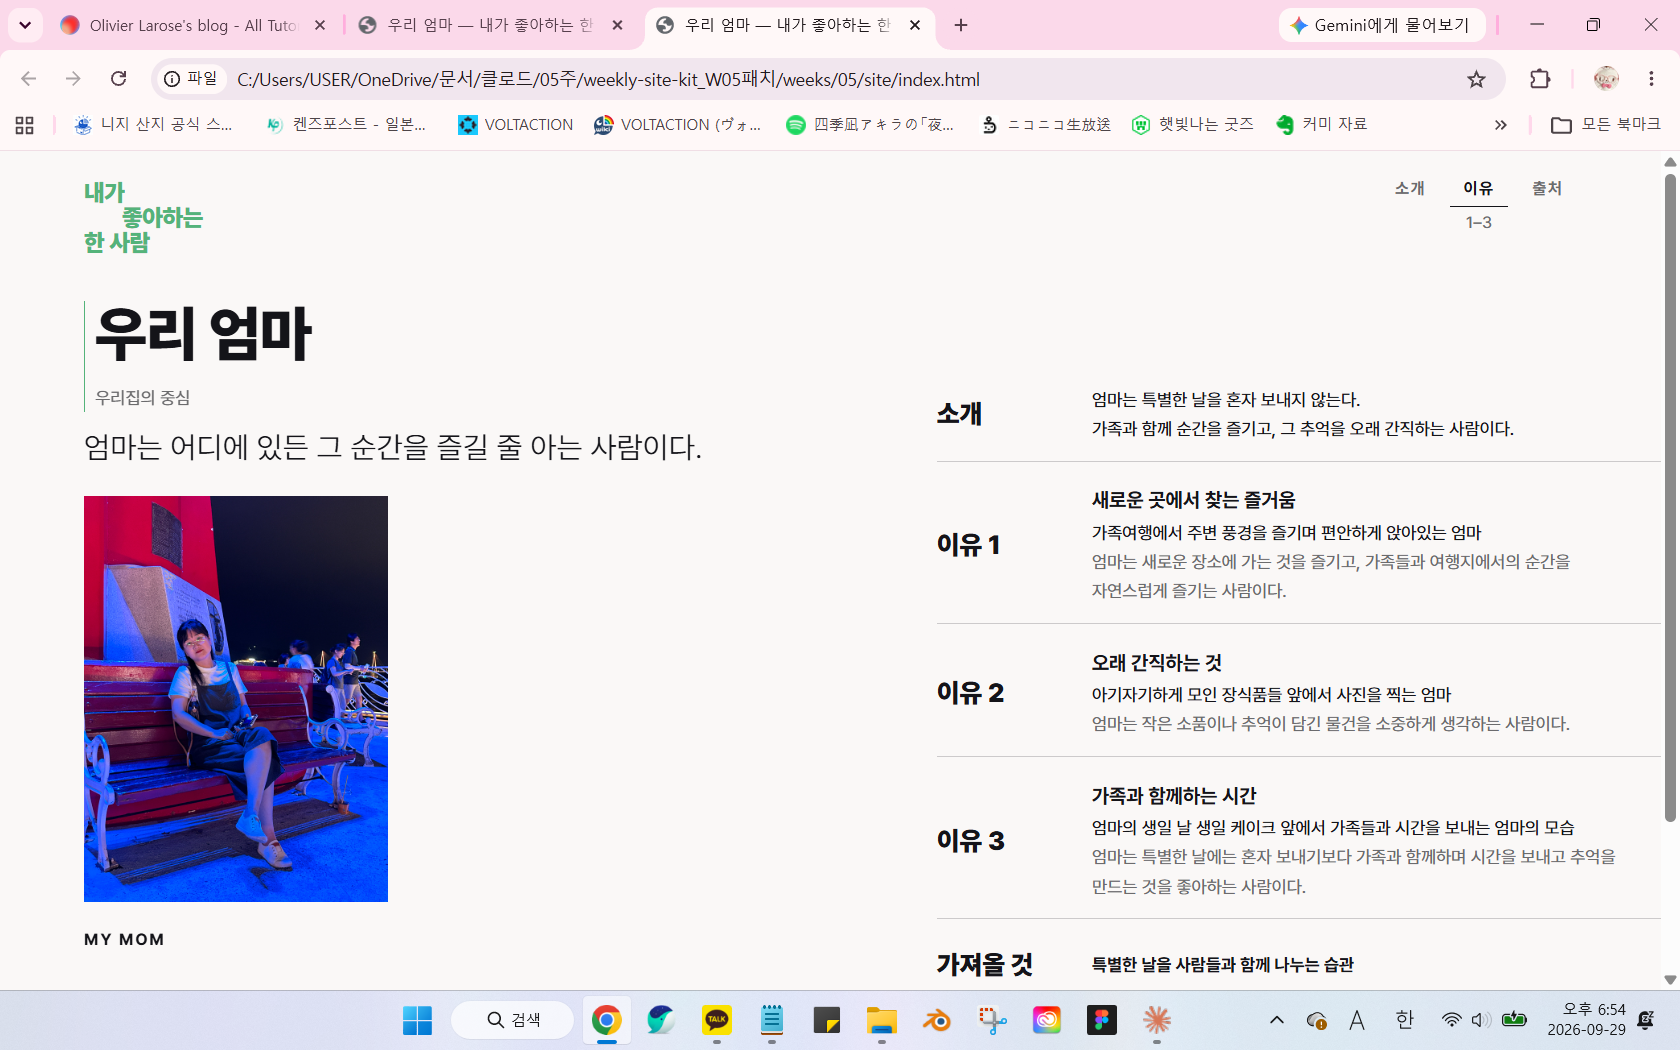 Olivier Larose's blog - All Tuto
우리 엄마 — 내가 좋아하는 한
우리 엄마 — 내가 좋아하는 한
Gemini에게 물어보기
파일
C:/Users/USER/OneDrive/문서/클로드/05주/weekly-site-kit_W05패치/weeks/05/site/index.html
니지 산지 공식 스...
켄즈포스트 - 일본...
VOLTACTION
VOLTACTION (ヴォ...
四季凪アキラの「夜...
ニコニコ生放送
햇빛나는 굿즈
커미 자료
모든 북마크
내가
좋아하는
한 사람
소개
이유
출처
1–3
우리 엄마
우리집의 중심
엄마는 어디에 있든 그 순간을 즐길 줄 아는 사람이다.
MY MOM
소개
엄마는 특별한 날을 혼자 보내지 않는다.
가족과 함께 순간을 즐기고, 그 추억을 오래 간직하는 사람이다.
이유 1
새로운 곳에서 찾는 즐거움
가족여행에서 주변 풍경을 즐기며 편안하게 앉아있는 엄마
엄마는 새로운 장소에 가는 것을 즐기고, 가족들과 여행지에서의 순간을
자연스럽게 즐기는 사람이다.
이유 2
오래 간직하는 것
아기자기하게 모인 장식품들 앞에서 사진을 찍는 엄마
엄마는 작은 소품이나 추억이 담긴 물건을 소중하게 생각하는 사람이다.
이유 3
가족과 함께하는 시간
엄마의 생일 날 생일 케이크 앞에서 가족들과 시간을 보내는 엄마의 모습
엄마는 특별한 날에는 혼자 보내기보다 가족과 함께하며 시간을 보내고 추억을
만드는 것을 좋아하는 사람이다.
가져올 것
특별한 날을 사람들과 함께 나누는 습관
검색
TALK
A
한
오후 6:54
2026-09-29